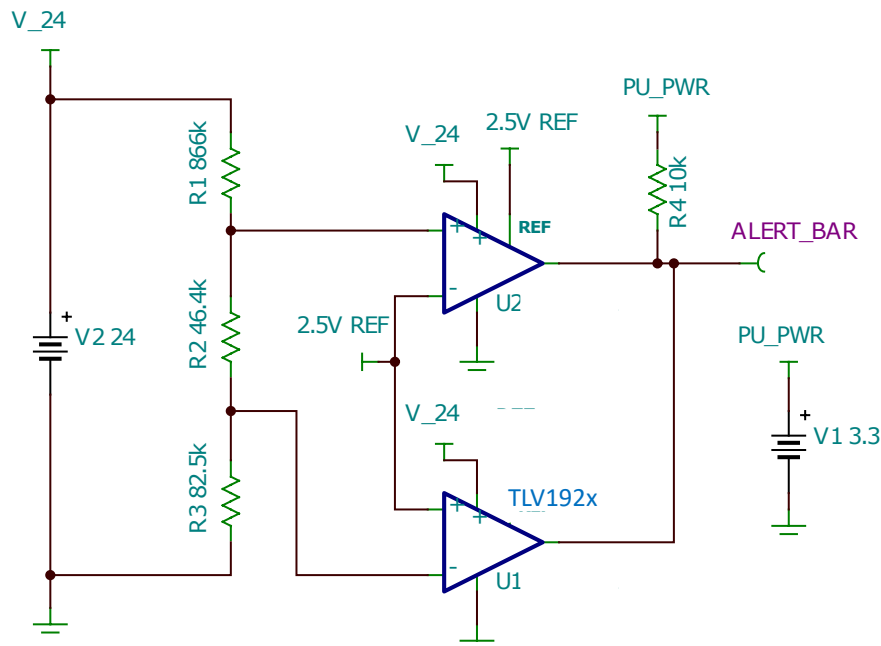 V_24
PU_PWR
V_24
2.5V REF
R1 866k
R4 10k
+
+
REF
ALERT_BAR
-
U2
2.5V REF
+
V2 24
R2 46.4k
PU_PWR
V_24
+
V1 3.3
R3 82.5k
TLV192x
+
+
-
U1